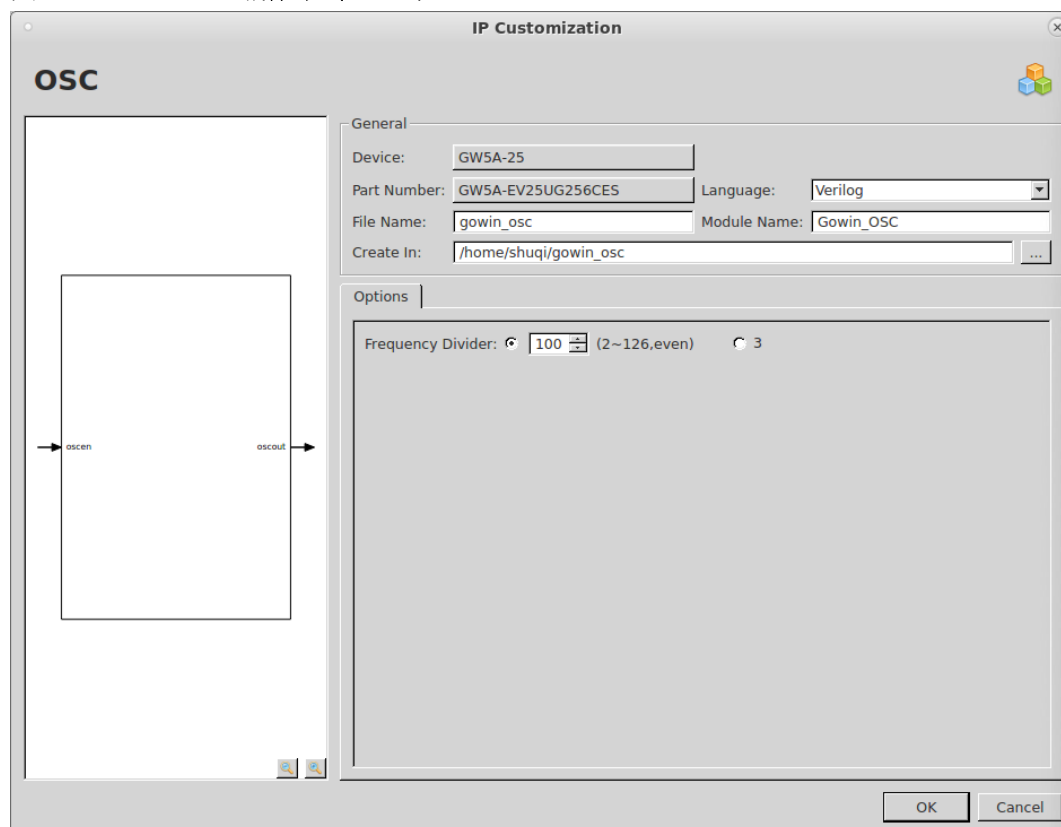 IP Customization
OSC
General
Device: GW5A-25
Part Number: GW5A-EV25UG256CES Language: Verilog
File Name: gowin_osc Module Name: Gowin_OSC
Create In: /home/shuqi/gowin_osc ...
Options
Frequency Divider: 100 (2~126,even) 3
oscen oscout
OK Cancel